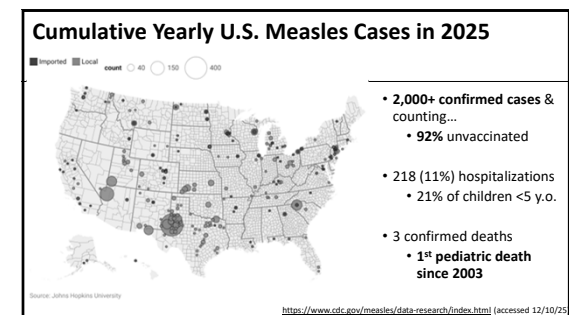 Cumulative Yearly U.S. Measles Cases in 2025
Imported Local count 40 150 400
• 2,000+ confirmed cases &
counting…
• 92% unvaccinated
• 218 (11%) hospitalizations
• 21% of children <5 y.o.
• 3 confirmed deaths
• 1st pediatric death
since 2003
Source: Johns Hopkins University
https://www.cdc.gov/measles/data-research/index.html (accessed 12/10/25)